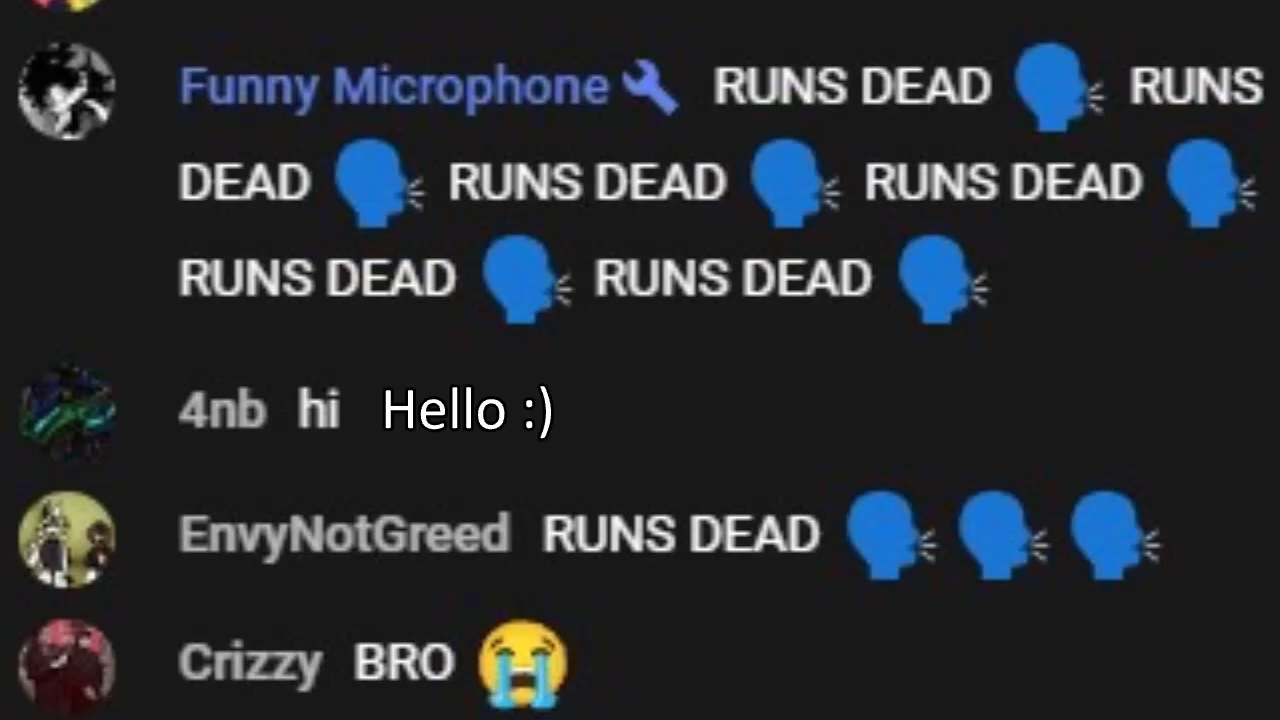 Funny Microphone RUNS DEAD 🗣 RUNS
DEAD 🗣 RUNS DEAD 🗣 RUNS DEAD 🗣
RUNS DEAD 🗣 RUNS DEAD 🗣
4nb hi Hello :)
EnvyNotGreed RUNS DEAD 🗣🗣🗣
Crizzy BRO 😭